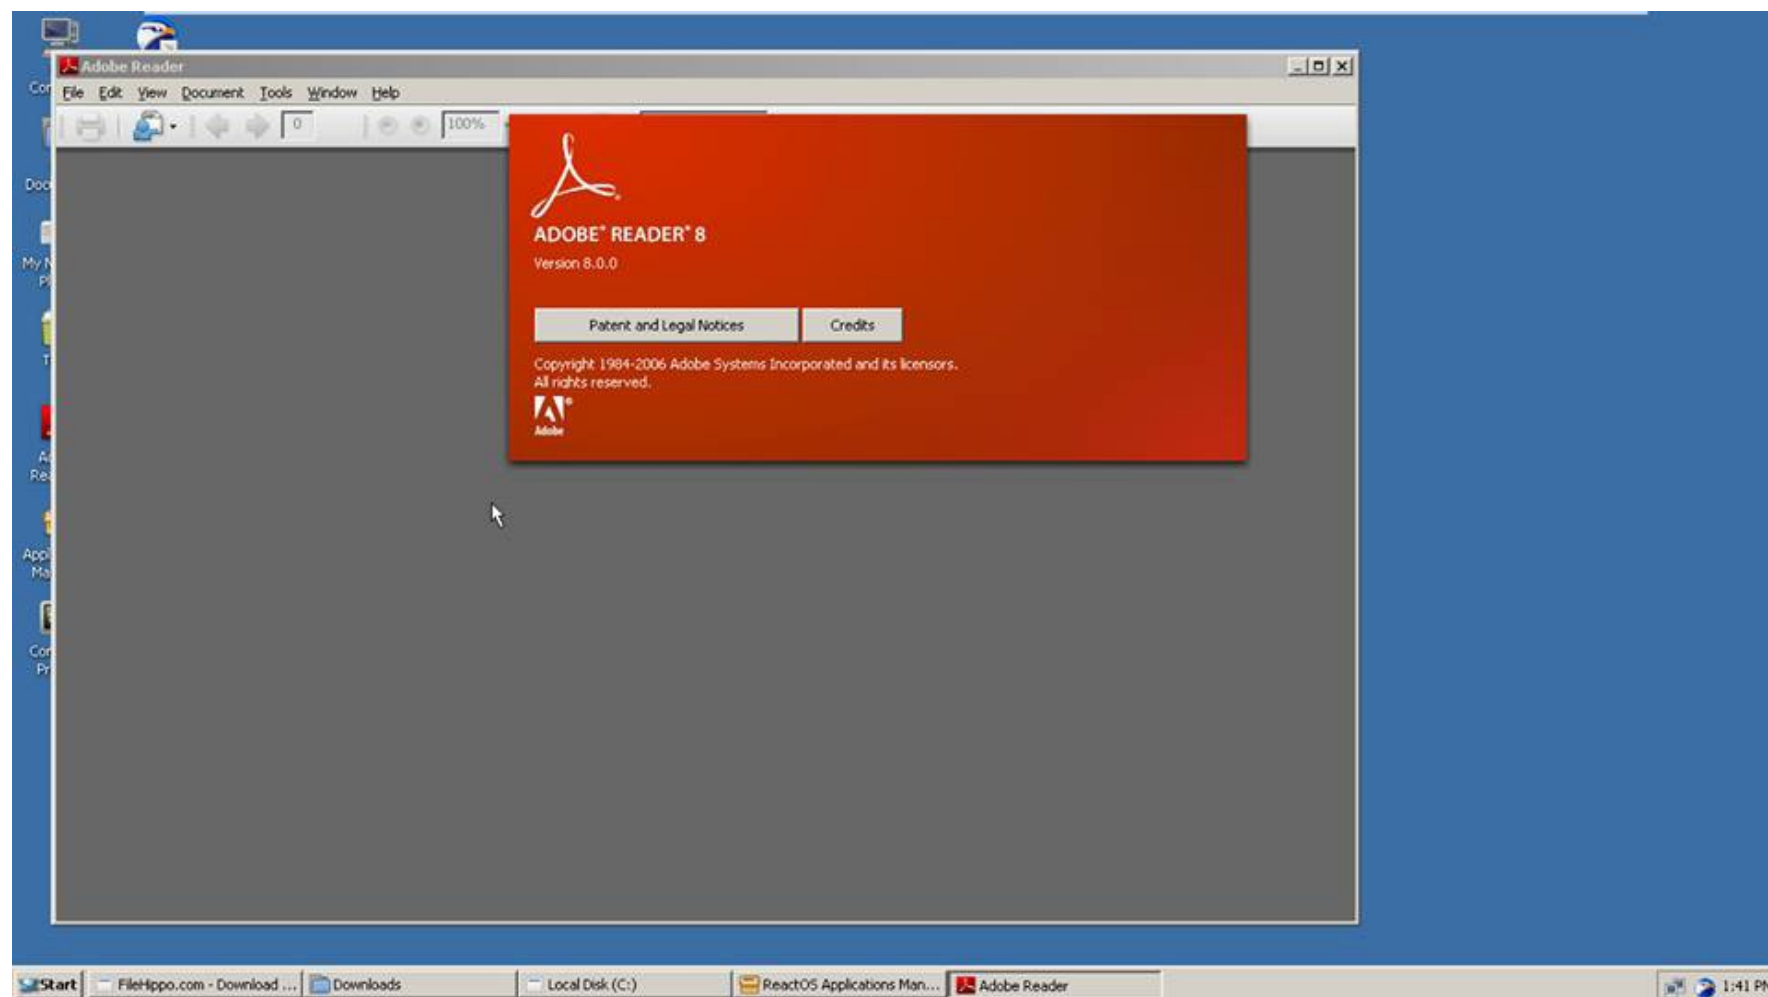 Adobe Reader
File Edit View Document Tools Window Help
0
100%
ADOBE® READER® 8
Version 8.0.0
Patent and Legal Notices
Credits
Copyright 1984-2006 Adobe Systems Incorporated and its licensors.
All rights reserved.
Adobe
Start
FileHippo.com - Download ...
Downloads
Local Disk (C:)
ReactOS Applications Man...
Adobe Reader
1:41 PM